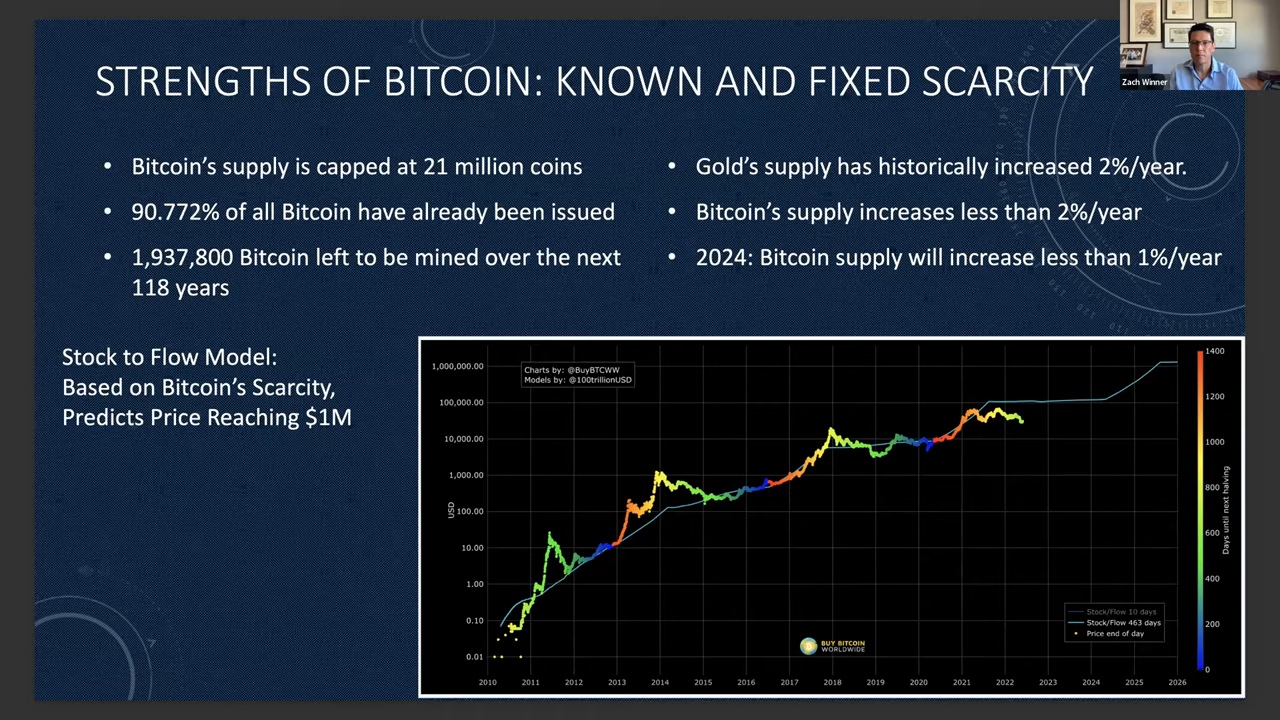 STRENGTHS OF BITCOIN: KNOWN AND FIXED SCARCITY
Zach Winner
• Bitcoin's supply is capped at 21 million coins
• 90.772% of all Bitcoin have already been issued
• 1,937,800 Bitcoin left to be mined over the next
118 years
• Gold's supply has historically increased 2%/year.
• Bitcoin's supply increases less than 2%/year
• 2024: Bitcoin supply will increase less than 1%/year
Stock to Flow Model:
Based on Bitcoin's Scarcity,
Predicts Price Reaching $1M
Charts by: @BuyBTCWW
Models by: @100trillionUSD
1,000,000.00
100,000.00
10,000.00
1,000.00
100.00
10.00
1.00
0.10
0.01
USD
2010 2011 2012 2013 2014 2015 2016 2017 2018 2019 2020 2021 2022 2023 2024 2025 2026
Stock/Flow 10 days
Stock/Flow 463 days
Price end of day
BUY BITCOIN
WORLDWIDE
1400
1200
1000
800
600
400
200
0
Days until next halving